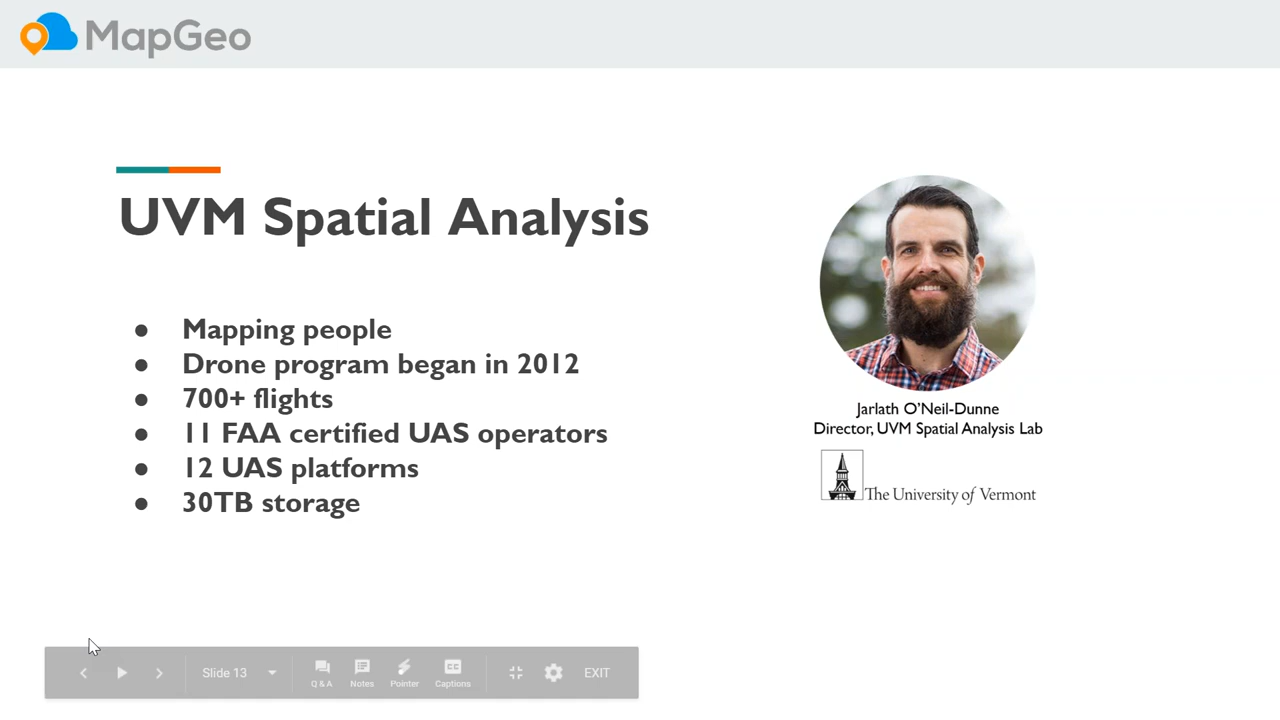 MapGeo
UVM Spatial Analysis
● Mapping people
● Drone program began in 2012
● 700+ flights
● 11 FAA certified UAS operators
● 12 UAS platforms
● 30TB storage
Jarlath O'Neil-Dunne
Director, UVM Spatial Analysis Lab
The University of Vermont
Slide 13
Q & A
Notes
Pointer
CC
Captions
EXIT